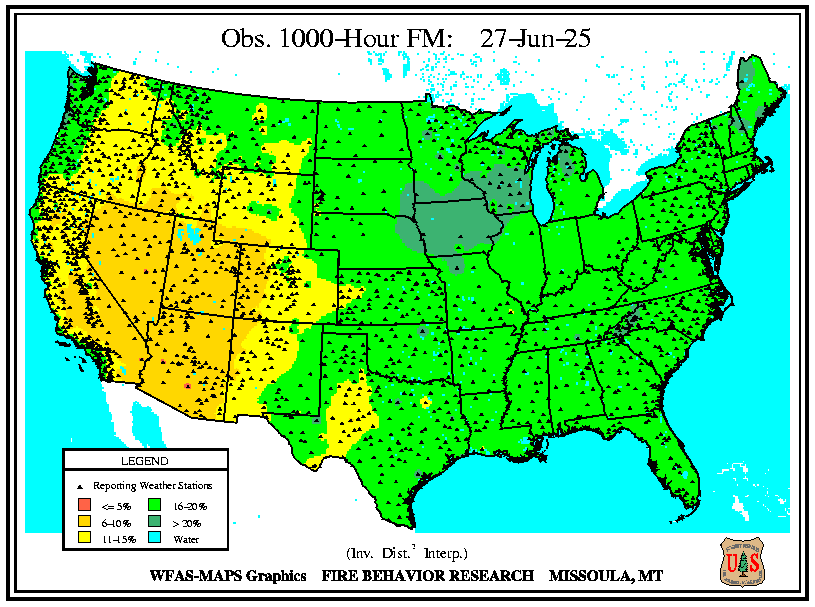 Obs. 1000-Hour FM: 27-Jun-25
LEGEND
Reporting Weather Stations
<= 5%
16-20%
6-10%
> 20%
11-15%
Water
(Inv. Dist.² Interp.)
WFAS-MAPS Graphics FIRE BEHAVIOR RESEARCH MISSOULA, MT
U S